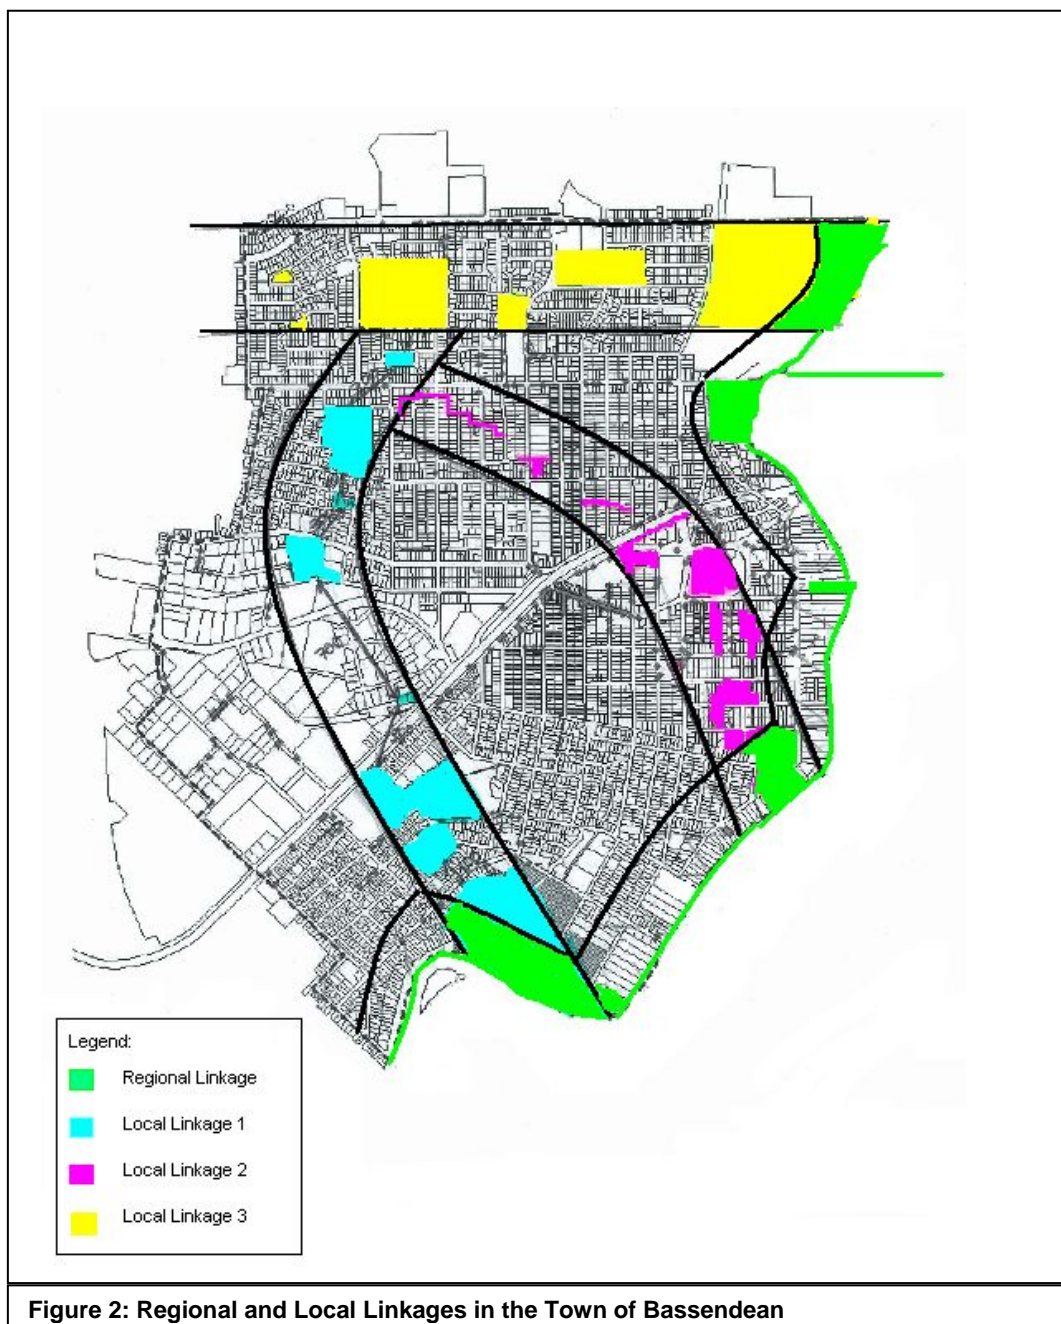 Legend:
Regional Linkage
Local Linkage 1
Local Linkage 2
Local Linkage 3
Figure 2: Regional and Local Linkages in the Town of Bassendean